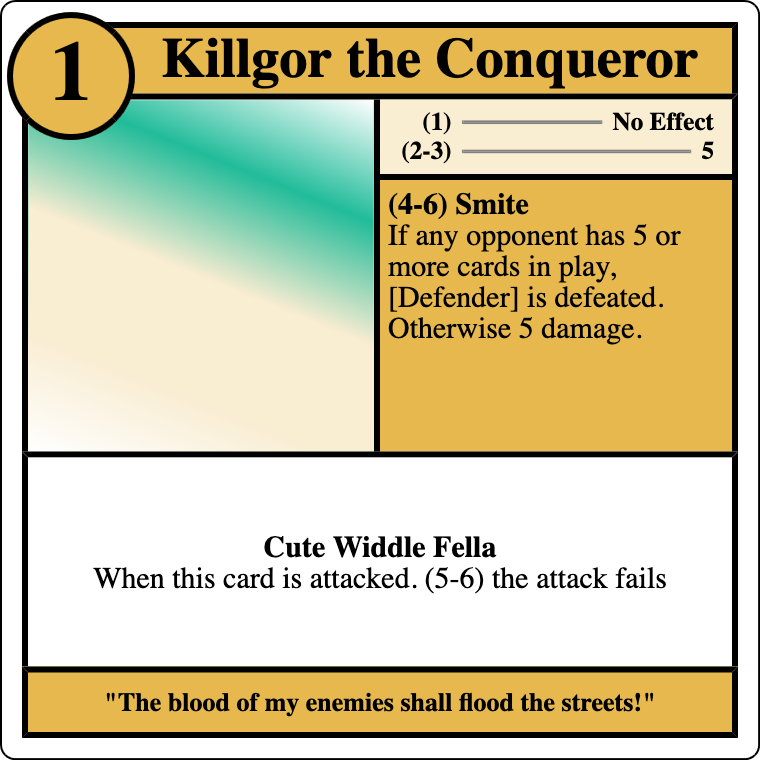 1
Killgor the Conqueror
(1) No Effect
(2-3) 5
(4-6) Smite
If any opponent has 5 or
more cards in play,
[Defender] is defeated.
Otherwise 5 damage.
Cute Widdle Fella
When this card is attacked. (5-6) the attack fails
"The blood of my enemies shall flood the streets!"